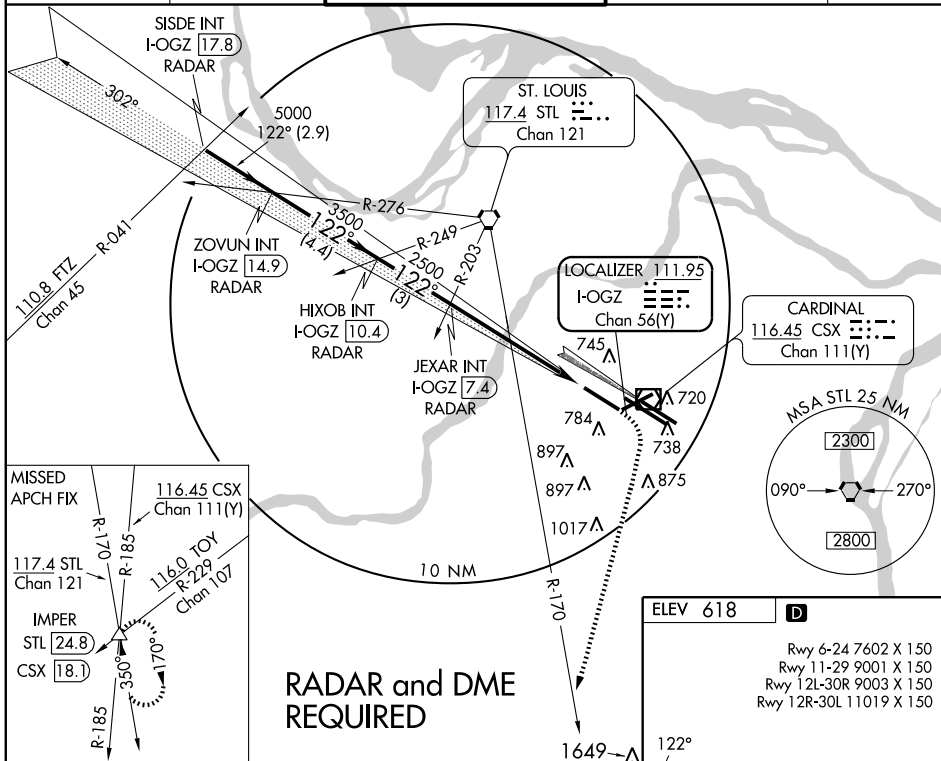 SISDE INT
I-OGZ 17.8
RADAR
302°
5000
122° (2.9)
ST. LOUIS
117.4 STL
Chan 121
R-276
3500
122°
(4.4)
R-249
2500
122°
(3)
R-203
R-041
110.8 FTZ
Chan 45
ZOVUN INT
I-OGZ 14.9
RADAR
HIXOB INT
I-OGZ 10.4
RADAR
JEXAR INT
I-OGZ 7.4
RADAR
LOCALIZER 111.95
I-OGZ
Chan 56(Y)
CARDINAL
116.45 CSX
Chan 111(Y)
745
720
784
738
897
897
875
1017
MSA STL 25 NM
2300
090°
270°
2800
10 NM
R-170
MISSED
APCH FIX
116.45 CSX
Chan 111(Y)
R-170
R-185
117.4 STL
Chan 121
116.0 TOY
R-229
Chan 107
IMPER
STL 24.8
CSX 18.1
350°
170°
R-185
RADAR and DME
REQUIRED
1649
ELEV 618
D
Rwy 6-24 7602 X 150
Rwy 11-29 9001 X 150
Rwy 12L-30R 9003 X 150
Rwy 12R-30L 11019 X 150
122°